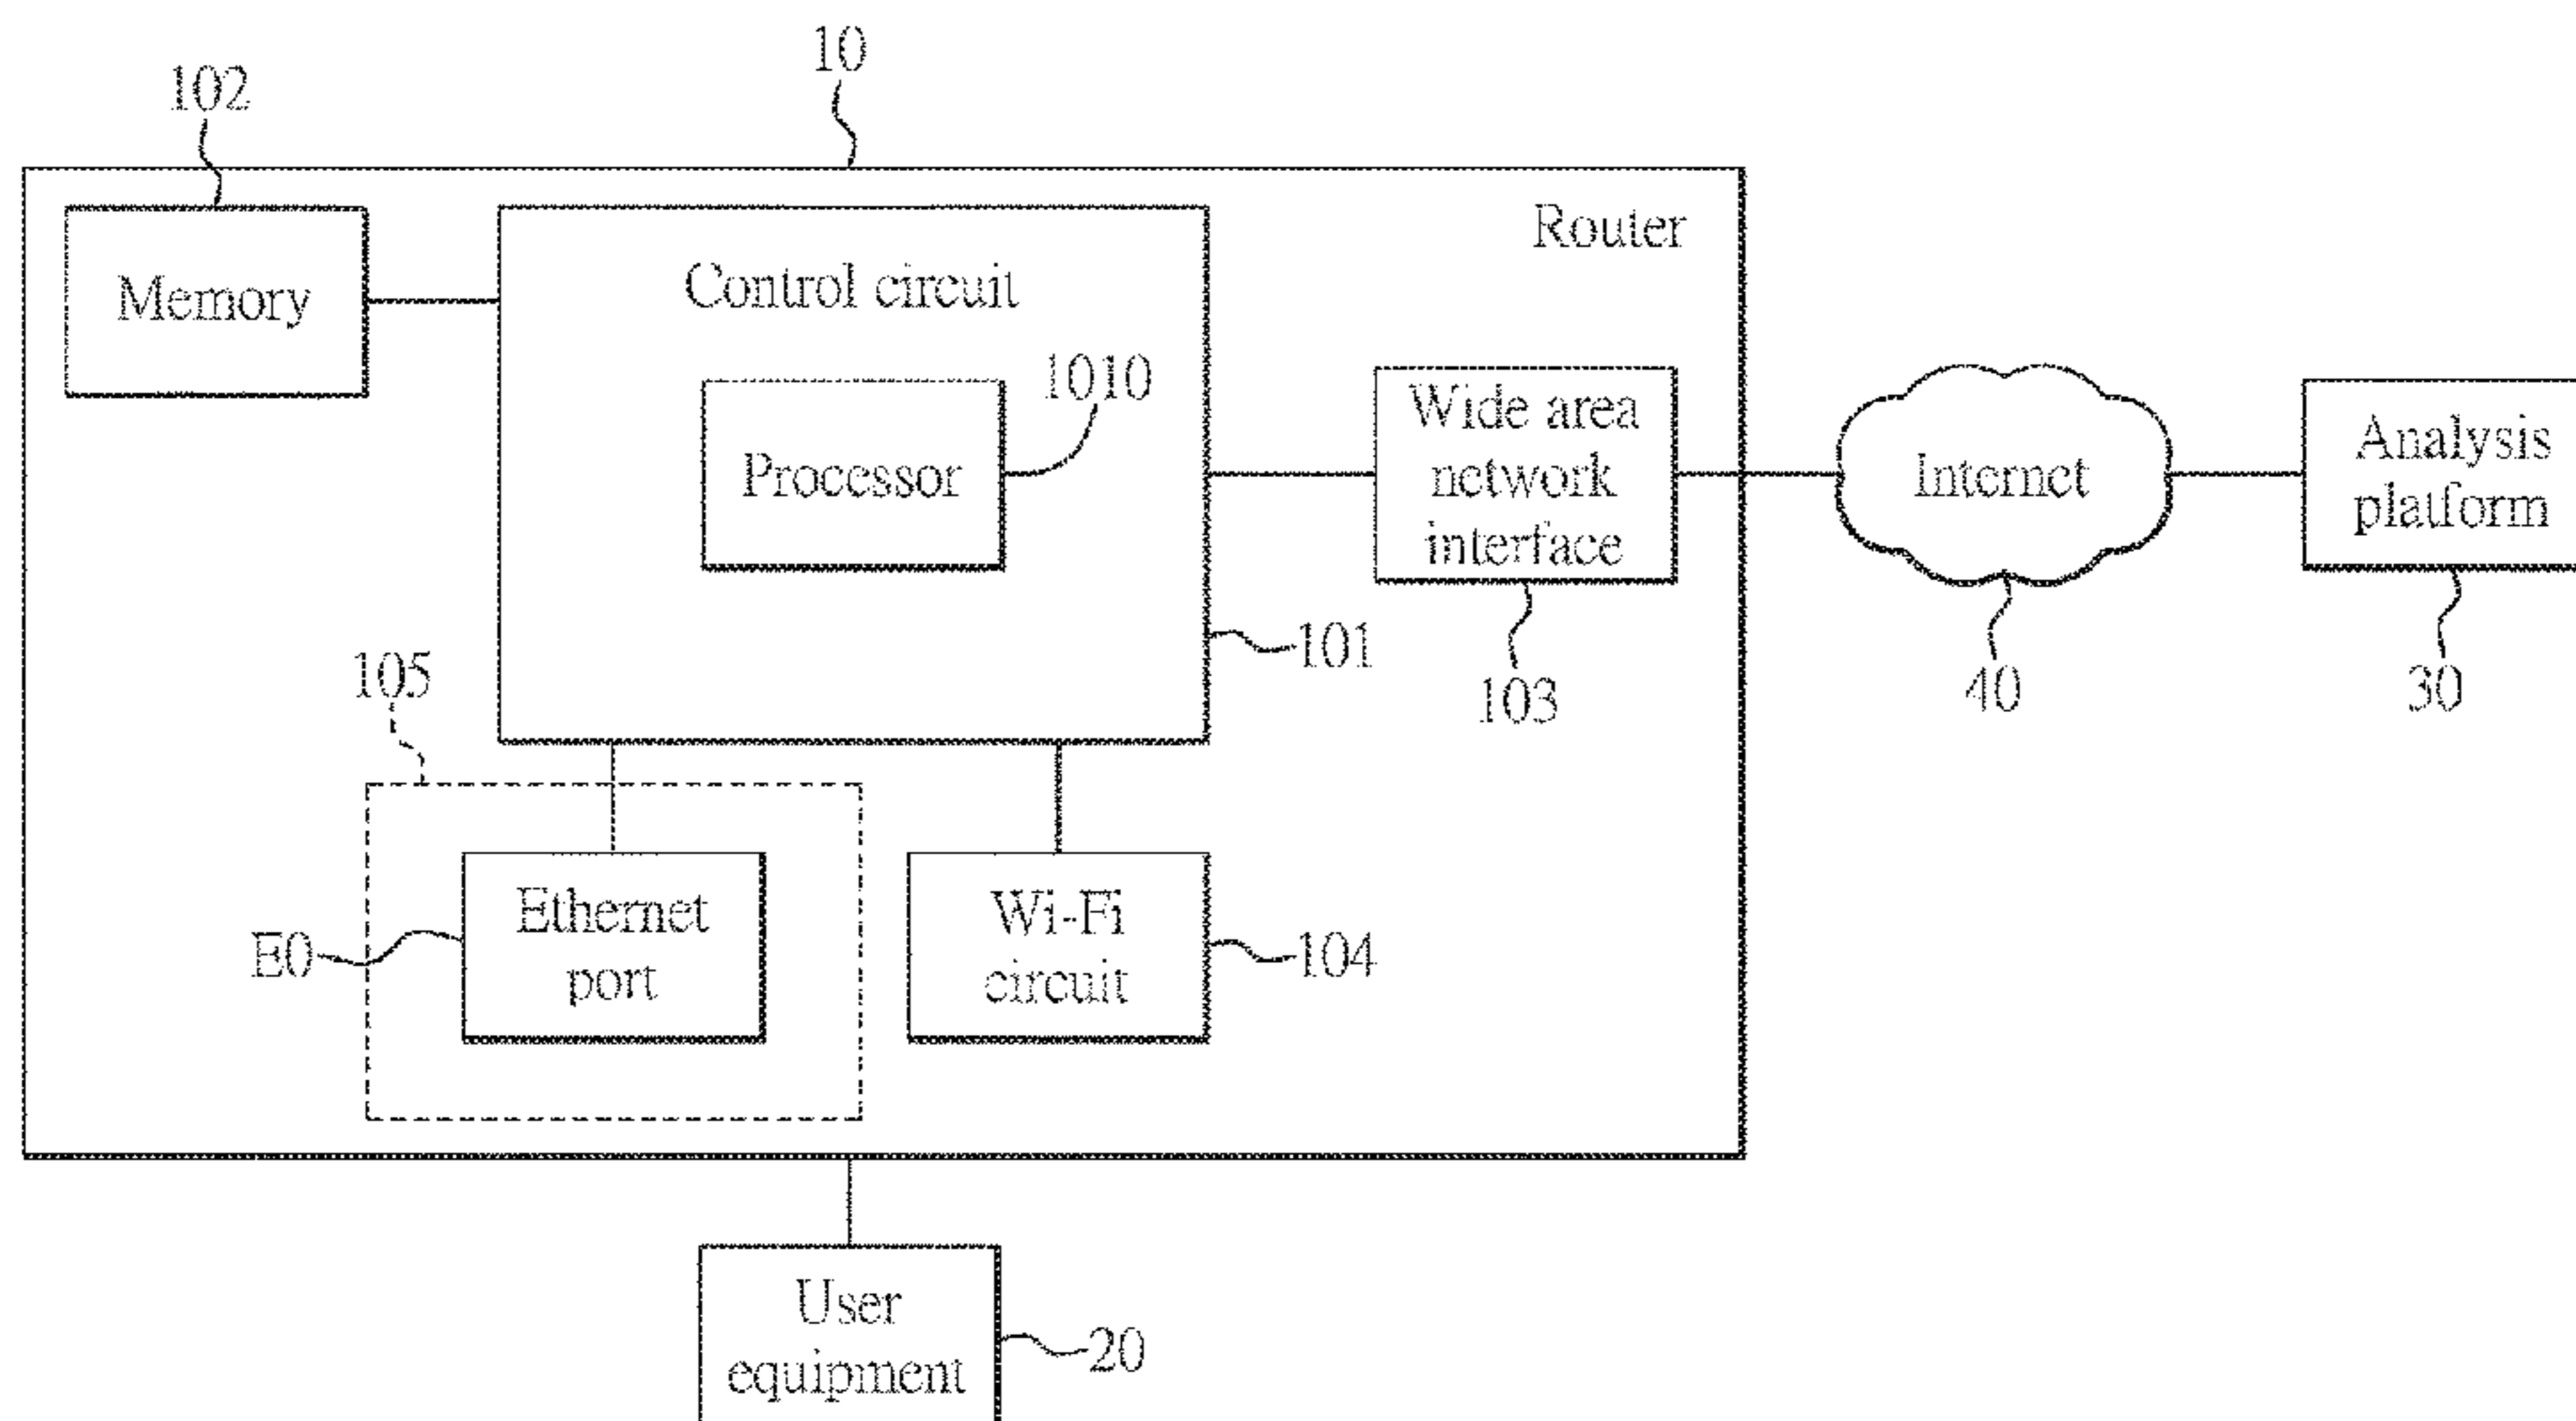 10
102
Router
Memory
Control circuit
1010
Processor
Wide area
network
interface
Internet
Analysis
platform
101
105
103
40
30
Ethernet
port
E0
Wi-Fi
circuit
104
User
equipment
20